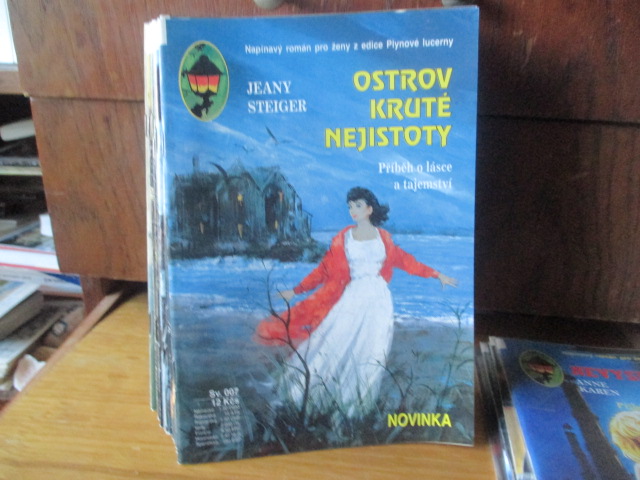 Napínavý román pro ženy z edice Plynové lucerny
JEANY
STEIGER
OSTROV
KRUTÉ
NEJISTOTY
Příběh o lásce
a tajemství
Sv. 007
12 Kčs
NOVINKA
ANNE
KAREN